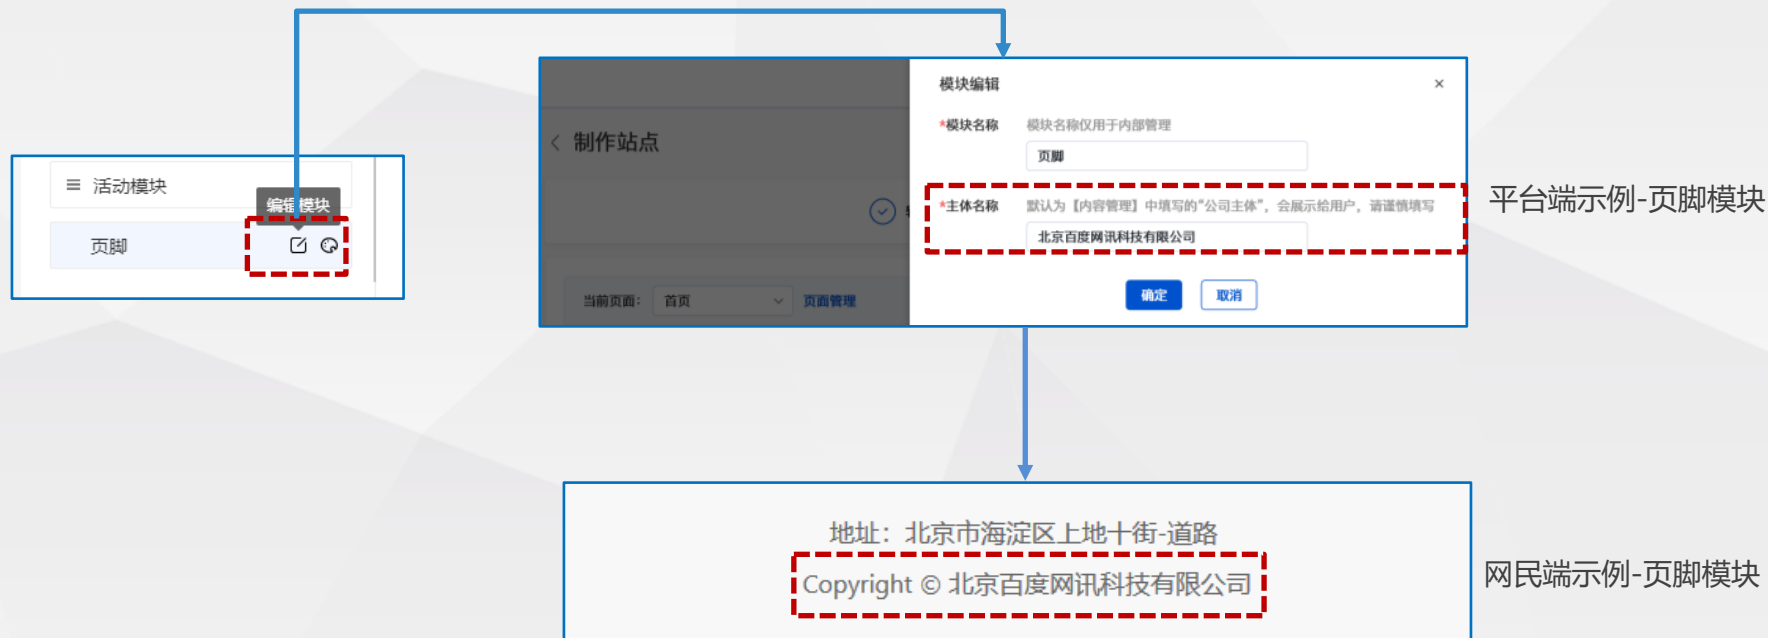 模块编辑
×
制作站点
*模块名称
模块名称仅用于内部管理
页脚
活动模块
编辑模块
*主体名称
默认为【内容管理】中填写的“公司主体”，会展示给用户，请谨慎填写
北京百度网讯科技有限公司
平台端示例-页脚模块
页脚
当前页面：
首页
页面管理
确定
取消
地址：北京市海淀区上地十街-道路
Copyright © 北京百度网讯科技有限公司
网民端示例-页脚模块